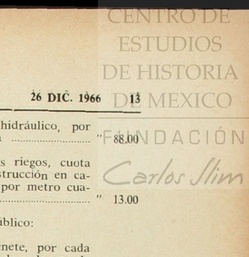 CENTRO DE
ESTUDIOS
DE HISTORIA
DE MEXICO
26 DIC. 1966 13
FUNDACIÓN
Carlos Slim
hidráulico, por
" 88.00
s riegos, cuota
strucción en ca-
por metro cua-
" 13.00
úblico:
nete, por cada